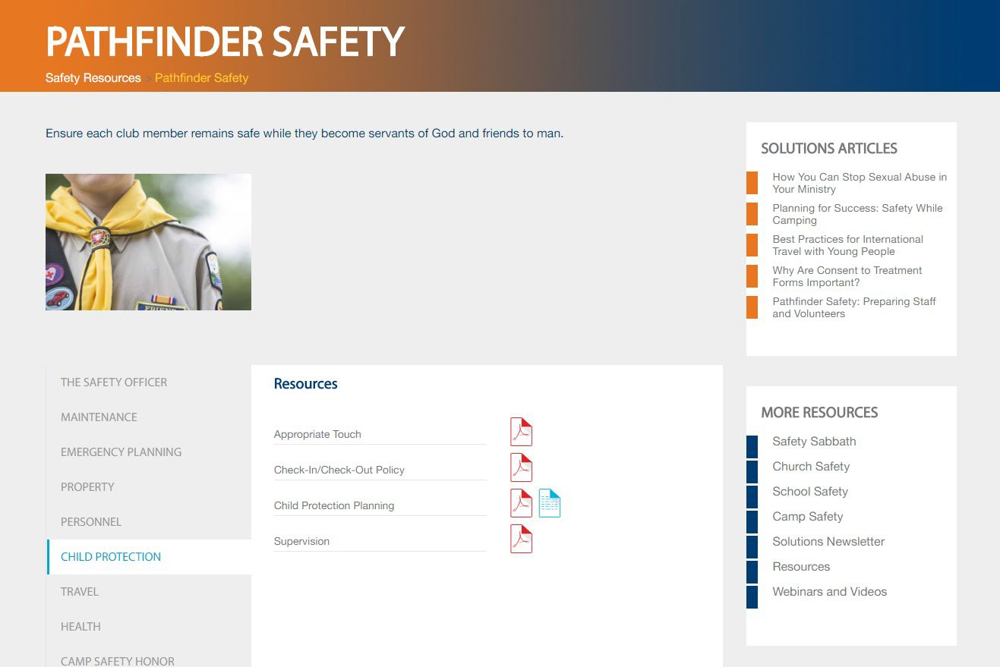 PATHFINDER SAFETY
Safety Resources > Pathfinder Safety
Ensure each club member remains safe while they become servants of God and friends to man.
FRIEND
THE SAFETY OFFICER
MAINTENANCE
EMERGENCY PLANNING
PROPERTY
PERSONNEL
CHILD PROTECTION
TRAVEL
HEALTH
CAMP SAFETY HONOR
Resources
Appropriate Touch
Check-In/Check-Out Policy
Child Protection Planning
Supervision
SOLUTIONS ARTICLES
How You Can Stop Sexual Abuse in
Your Ministry
Planning for Success: Safety While
Camping
Best Practices for International
Travel with Young People
Why Are Consent to Treatment
Forms Important?
Pathfinder Safety: Preparing Staff
and Volunteers
MORE RESOURCES
Safety Sabbath
Church Safety
School Safety
Camp Safety
Solutions Newsletter
Resources
Webinars and Videos